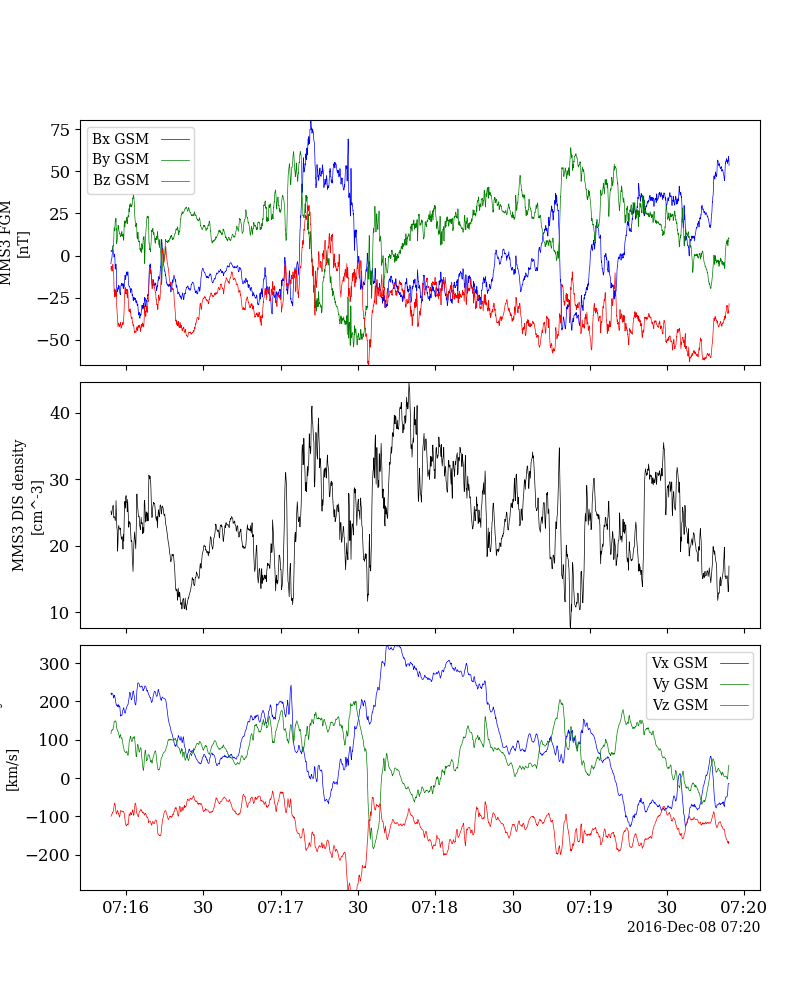 75
50
25
0
−25
−50
MMS3 FGM
[nT]
Bx GSM
By GSM
Bz GSM
40
30
20
10
MMS3 DIS density
[cm^-3]
300
200
100
0
−100
−200
[km/s]
Vx GSM
Vy GSM
Vz GSM
07:16 30 07:17 30 07:18 30 07:19 30 07:20
2016-Dec-08 07:20